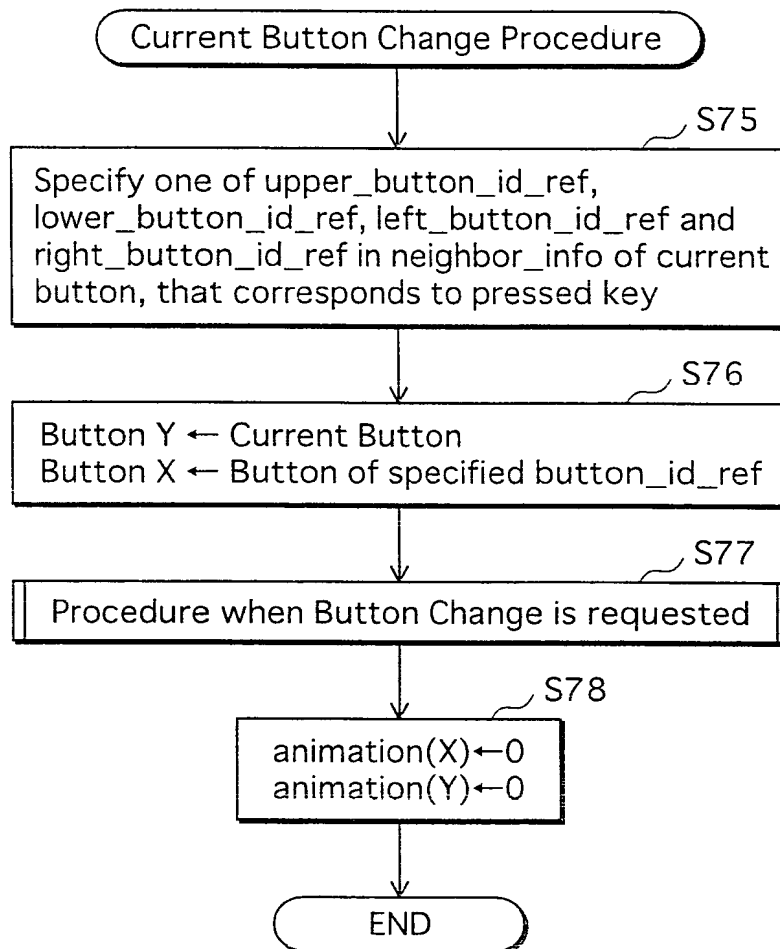 Current Button Change Procedure
S75
Specify one of upper_button_id_ref,
lower_button_id_ref, left_button_id_ref and
right_button_id_ref in neighbor_info of current
button, that corresponds to pressed key
S76
Button Y ← Current Button
Button X ← Button of specified button_id_ref
S77
Procedure when Button Change is requested
S78
animation(X)←0
animation(Y)←0
END